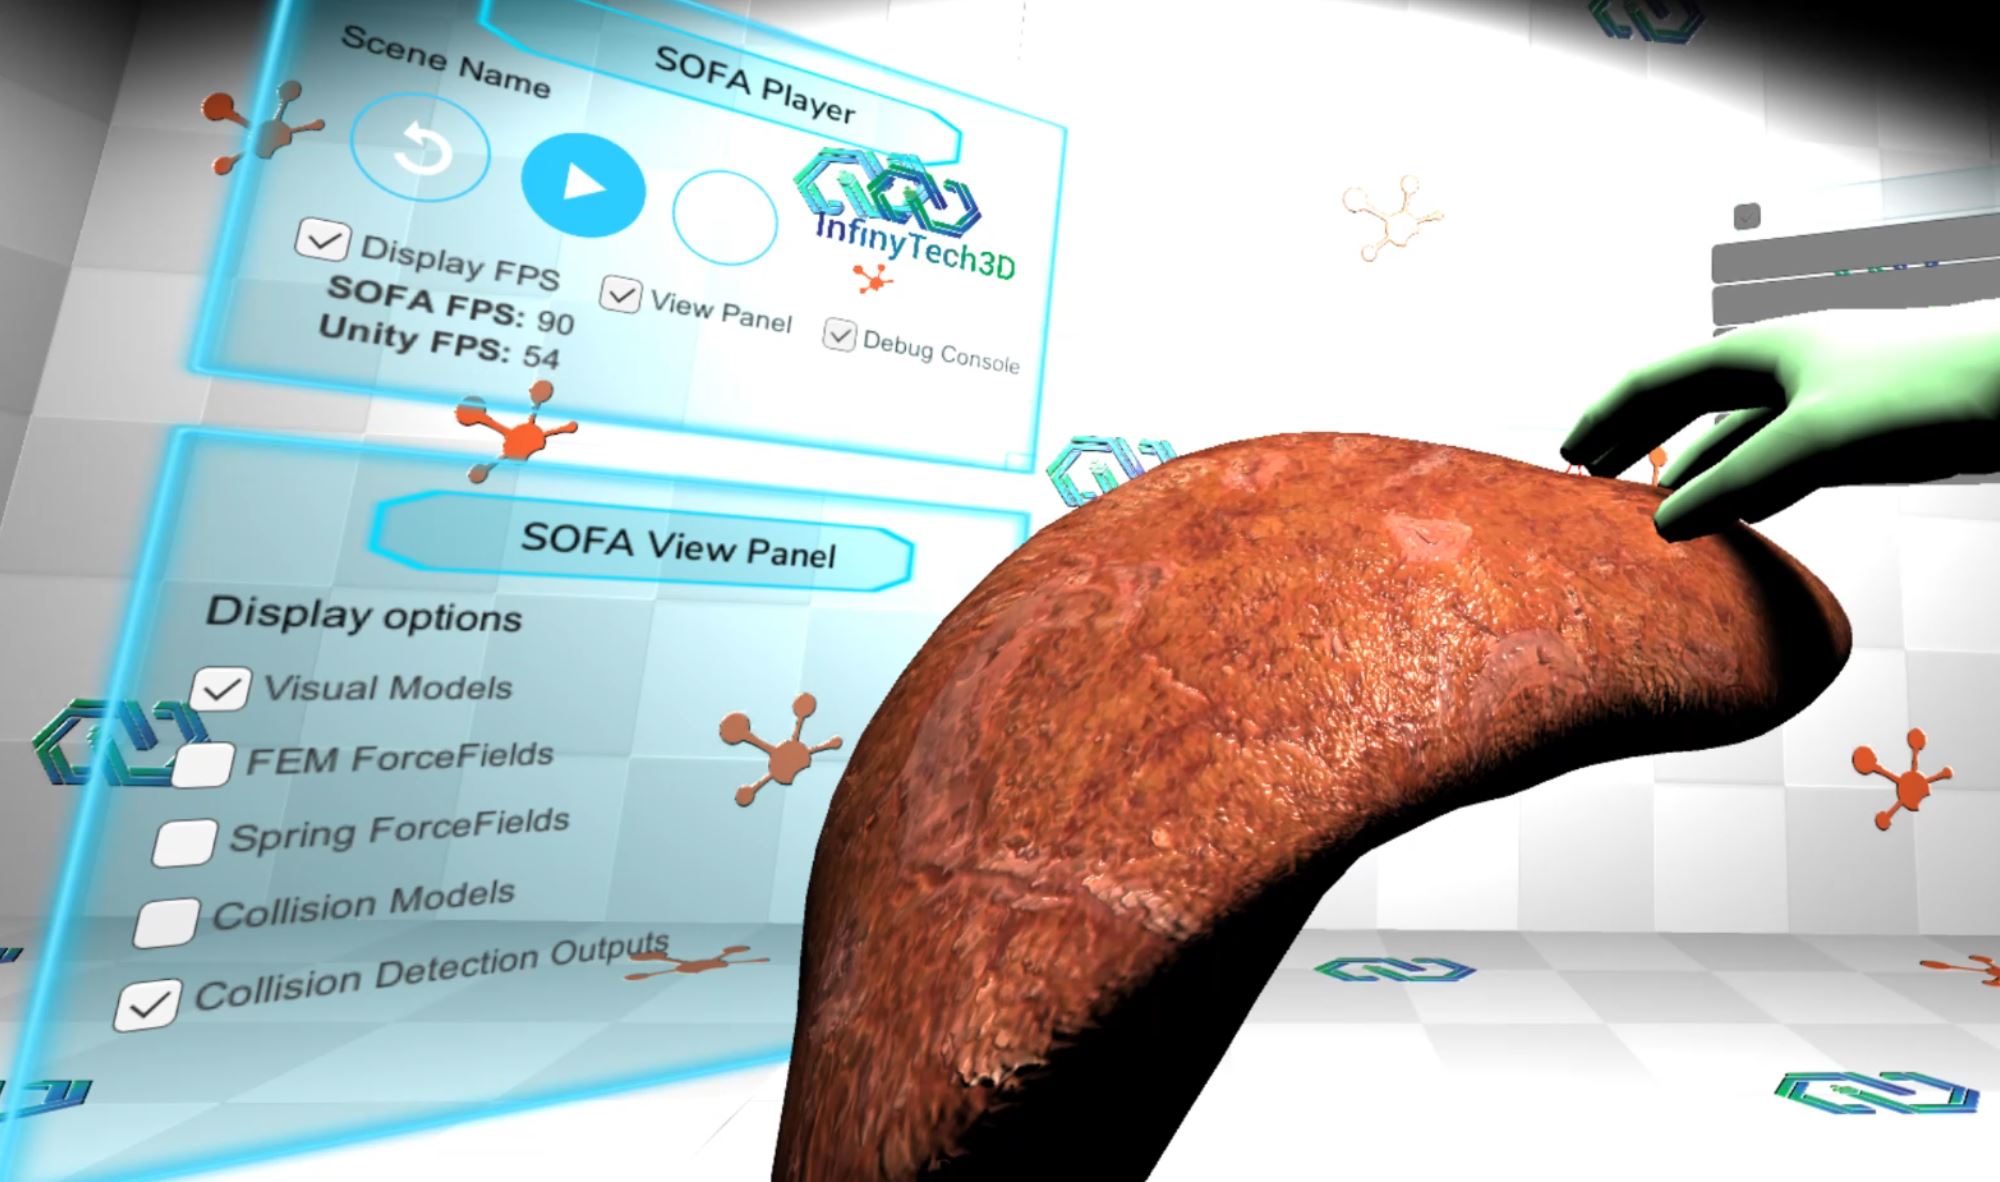 Scene Name
SOFA Player
InfinyTech3D
Display FPS
SOFA FPS: 90
Unity FPS: 54
View Panel
Debug Console
SOFA View Panel
Display options
Visual Models
FEM ForceFields
Spring ForceFields
Collision Models
Collision Detection Outputs